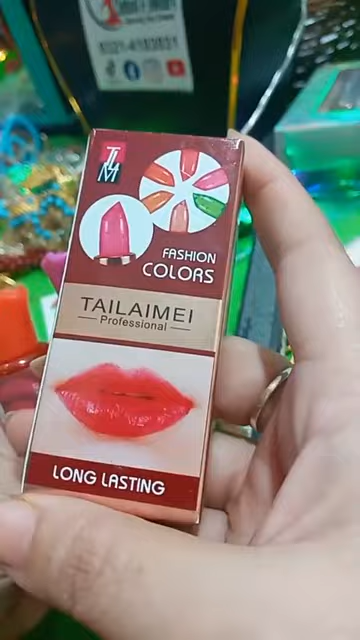 TLM
FASHION
COLORS
TAILAIMEI
Professional
LONG LASTING